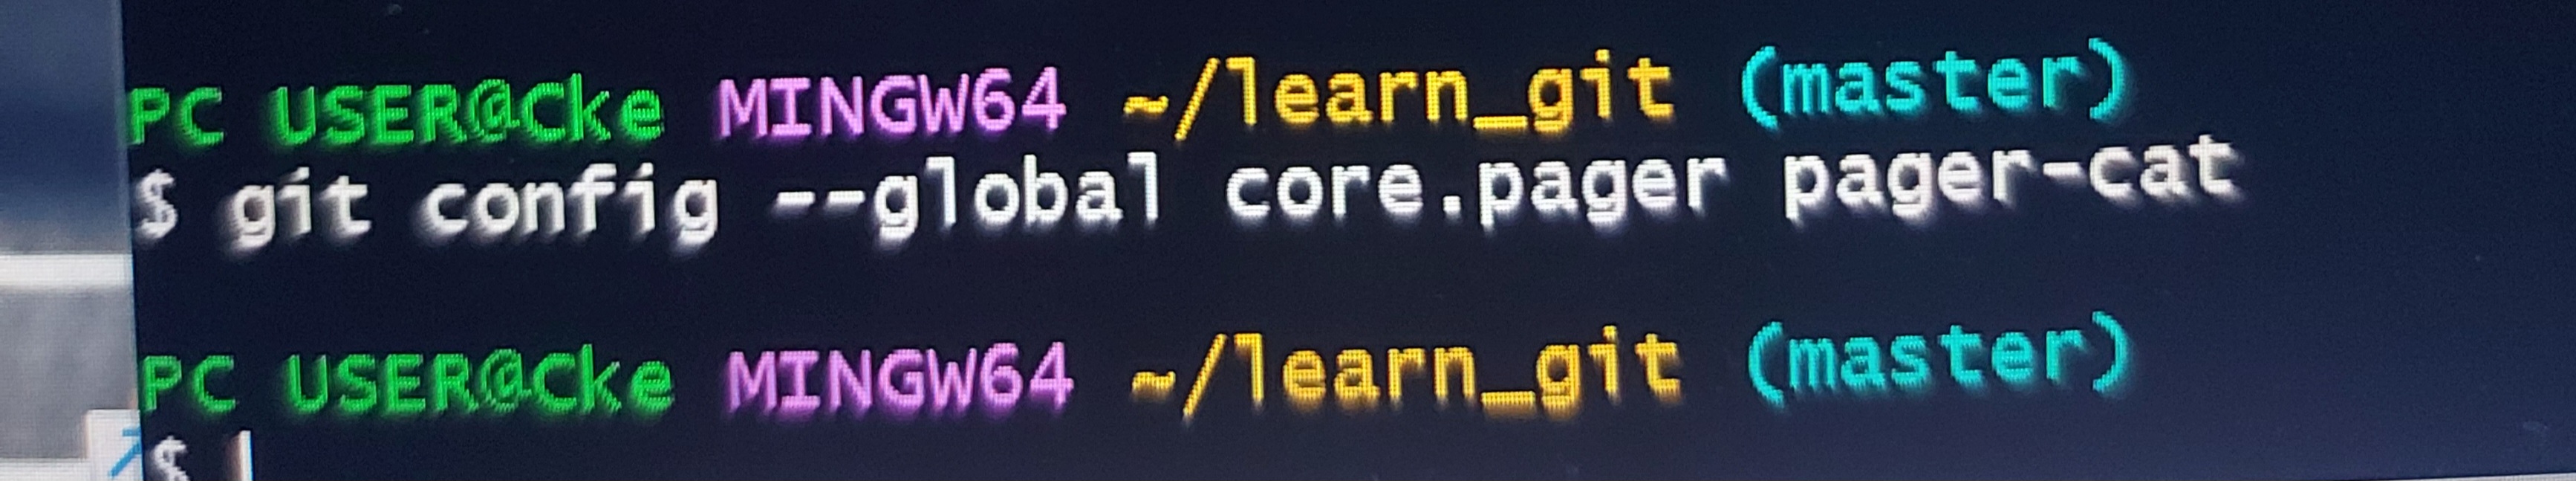 PC USER@Cke MINGW64 ~/learn_git (master)
$ git config --global core.pager pager-cat
PC USER@Cke MINGW64 ~/learn_git (master)
$